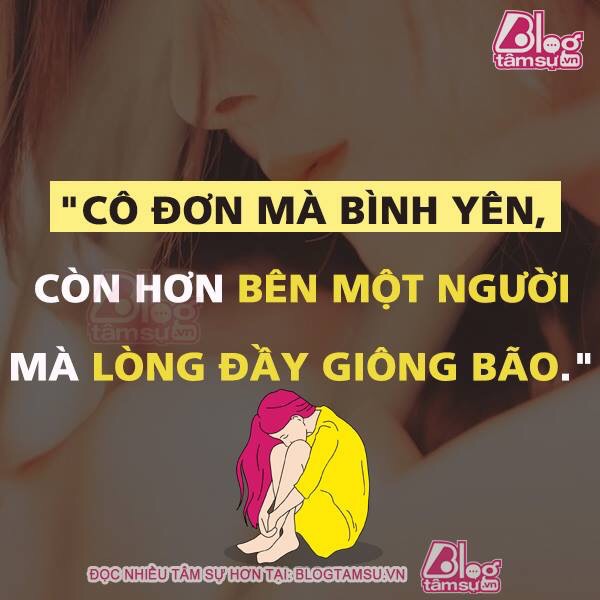 Blog
tâmsự.vn
"CÔ ĐƠN MÀ BÌNH YÊN,
CÒN HƠN BÊN MỘT NGƯỜI
Blog
tâmsự.vn
MÀ LÒNG ĐẦY GIÔNG BÃO."
ĐỌC NHIỀU TÂM SỰ HƠN TẠI: BLOGTAMSU.VN
Blog
tâmsự.vn